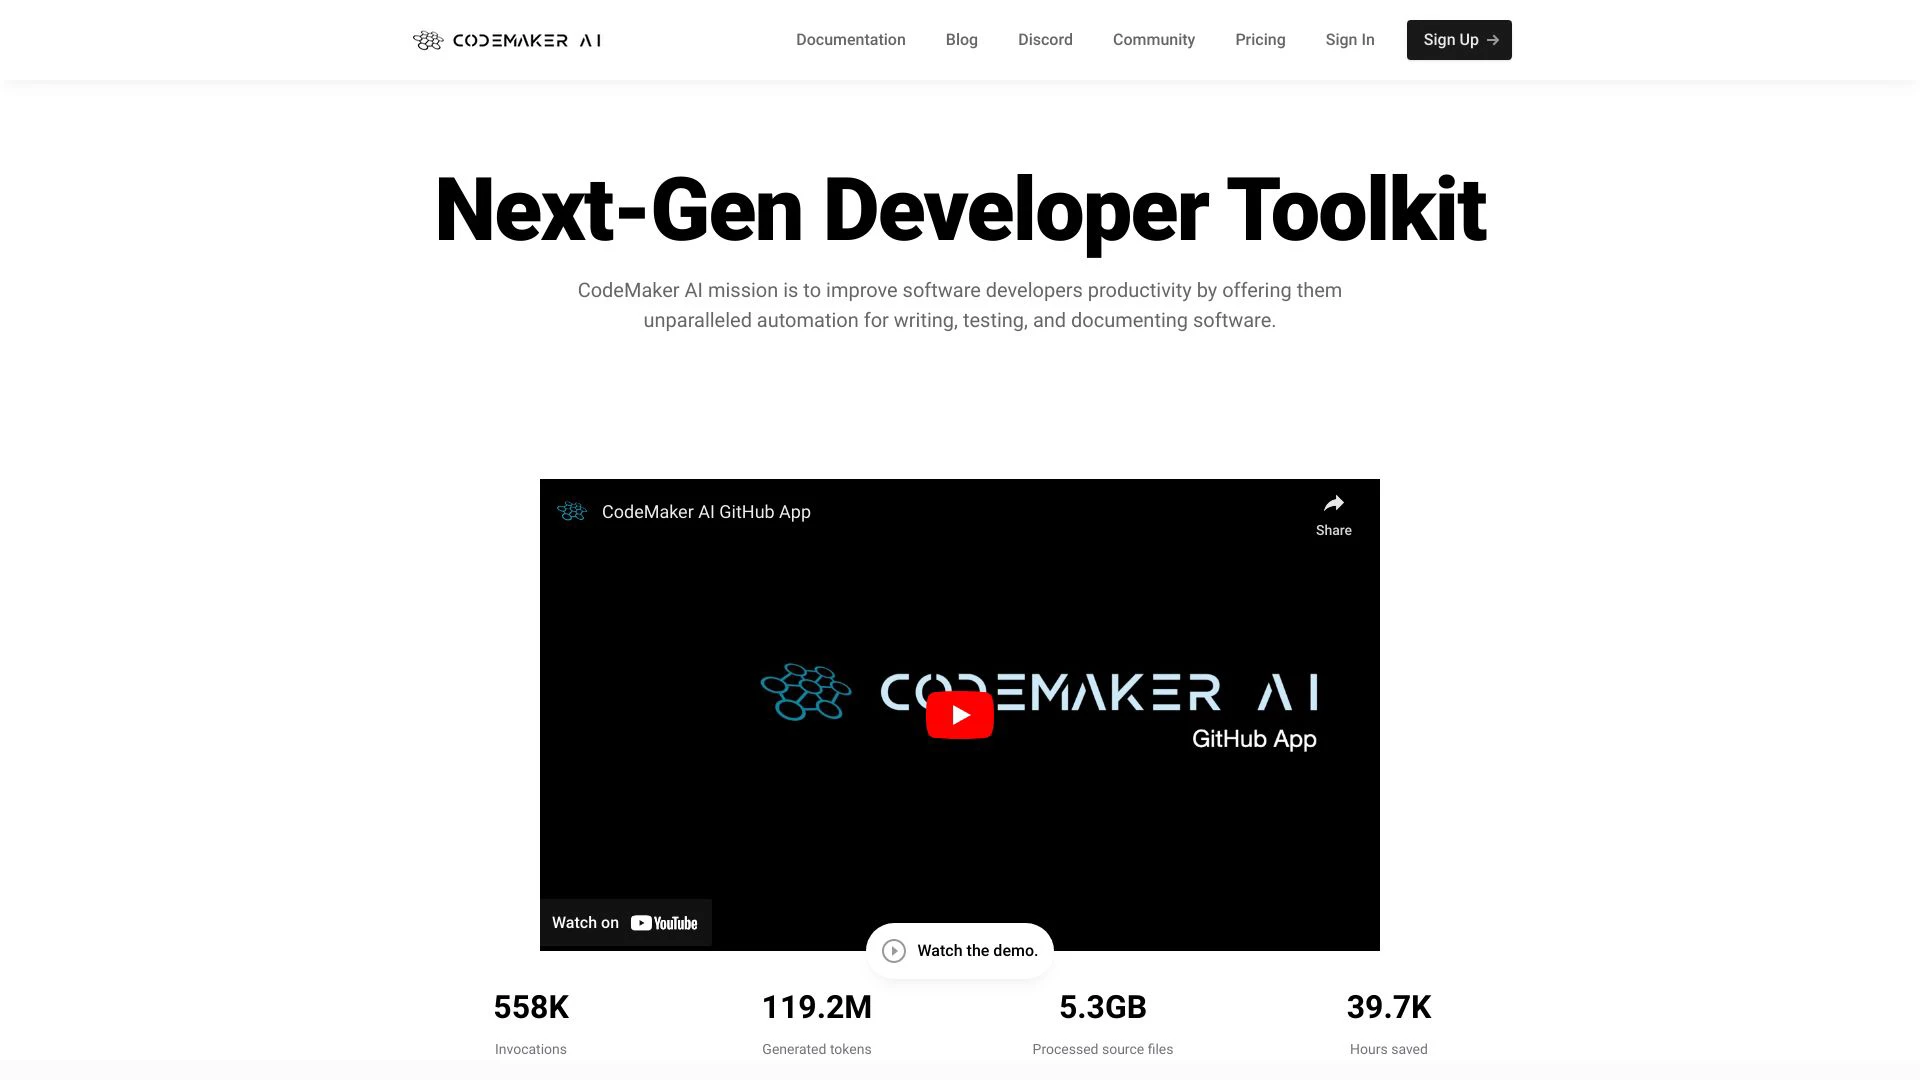 CODEMAKER AI
Documentation
Blog
Discord
Community
Pricing
Sign In
Sign Up
Next-Gen Developer Toolkit
CodeMaker AI mission is to improve software developers productivity by offering them
unparalleled automation for writing, testing, and documenting software.
CodeMaker AI GitHub App
Share
CODEMAKER AI
GitHub App
Watch on YouTube
Watch the demo.
558K
Invocations
119.2M
Generated tokens
5.3GB
Processed source files
39.7K
Hours saved